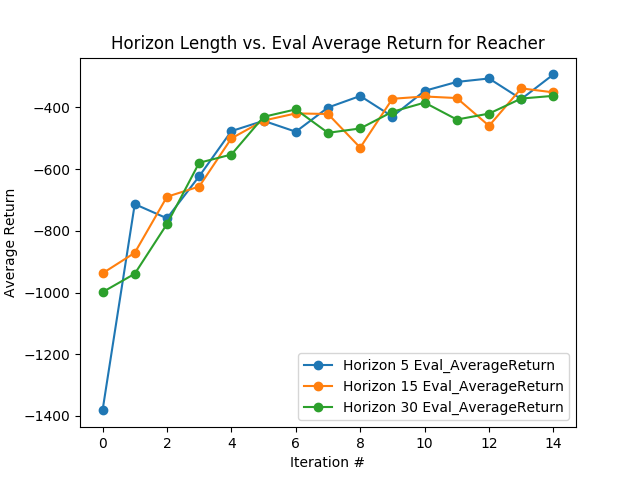 Horizon Length vs. Eval Average Return for Reacher
Average Return
−400
−600
−800
−1000
−1200
−1400
0
2
4
6
8
10
12
14
Iteration #
Horizon 5 Eval_AverageReturn
Horizon 15 Eval_AverageReturn
Horizon 30 Eval_AverageReturn